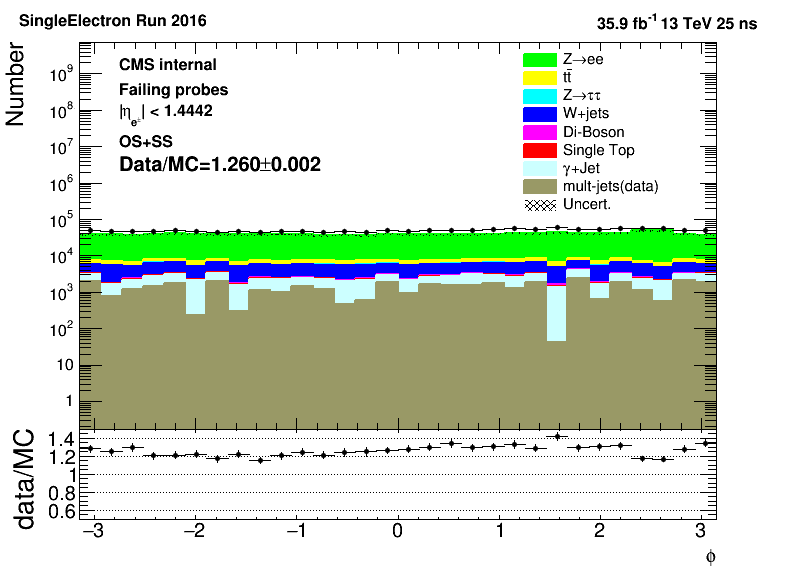 SingleElectron Run 2016
35.9 fb⁻¹ 13 TeV 25 ns
Number
CMS internal
Failing probes
|η_e±| < 1.4442
OS+SS
Data/MC=1.260±0.002
Z→ee
tt̄
Z→ττ
W+jets
Di-Boson
Single Top
γ+Jet
mult-jets(data)
Uncert.
10⁹
10⁸
10⁷
10⁶
10⁵
10⁴
10³
10²
10
1
data/MC
1.4
1.2
1
0.8
0.6
−3 −2 −1 0 1 2 3
ϕ